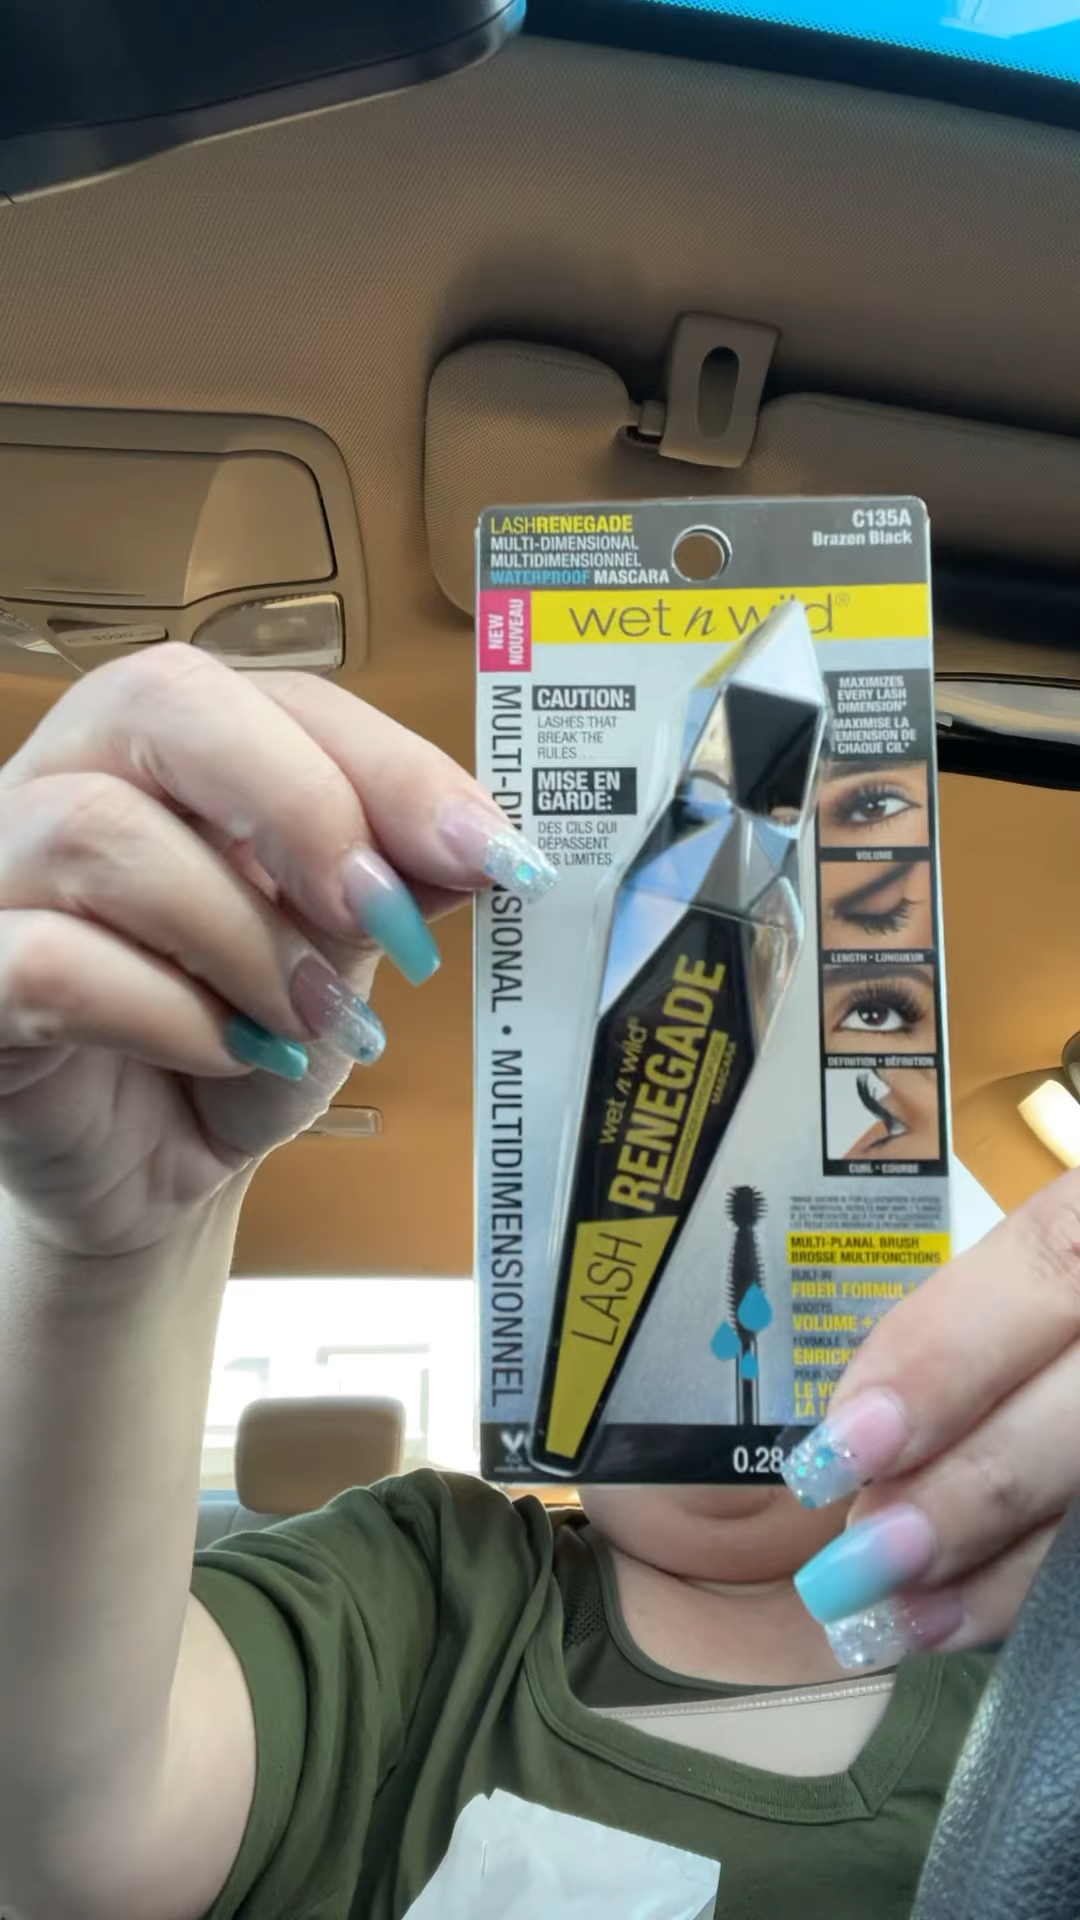 LASHRENEGADE
MULTI-DIMENSIONAL
MULTIDIMENSIONNEL
WATERPROOF MASCARA
C135A
Brazen Black
NEW
NOUVEAU
wet n wild®
CAUTION:
LASHES THAT
BREAK THE
RULES...
MISE EN
GARDE:
DES CILS QUI
DÉPASSENT
LIMITES
MULTI- SIONAL • MULTIDIMENSIONNEL
MAXIMIZES
EVERY LASH
DIMENSION*
MAXIMISE LA
CHAQUE CIL*
VOLUME
LENGTH • LONGUEUR
DEFINITION • DÉFINITION
CURL • COURBE
wet n wild®
LASH RENEGADE
MASCARA
MULTI-PLANAL BRUSH
BROSSE MULTIFONCTIONS
BUILT-IN
FIBER FORMULA
BOOSTS
VOLUME +
ENRICHI
LA
0.28